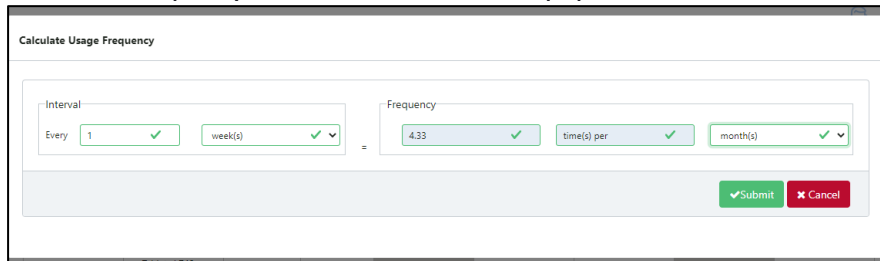 Calculate Usage Frequency
Interval
Frequency
Every 1 week(s) = 4.33 time(s) per month(s)
Submit Cancel